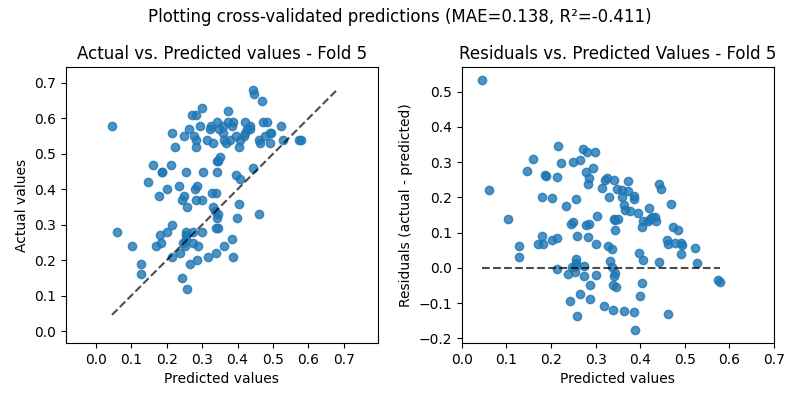 Plotting cross-validated predictions (MAE=0.138, R²=-0.411)
Actual vs. Predicted values - Fold 5
Actual values
0.7
0.6
0.5
0.4
0.3
0.2
0.1
0.0
0.0 0.1 0.2 0.3 0.4 0.5 0.6 0.7
Predicted values
Residuals vs. Predicted Values - Fold 5
Residuals (actual - predicted)
0.5
0.4
0.3
0.2
0.1
0.0
−0.1
−0.2
0.0 0.1 0.2 0.3 0.4 0.5 0.6 0.7
Predicted values